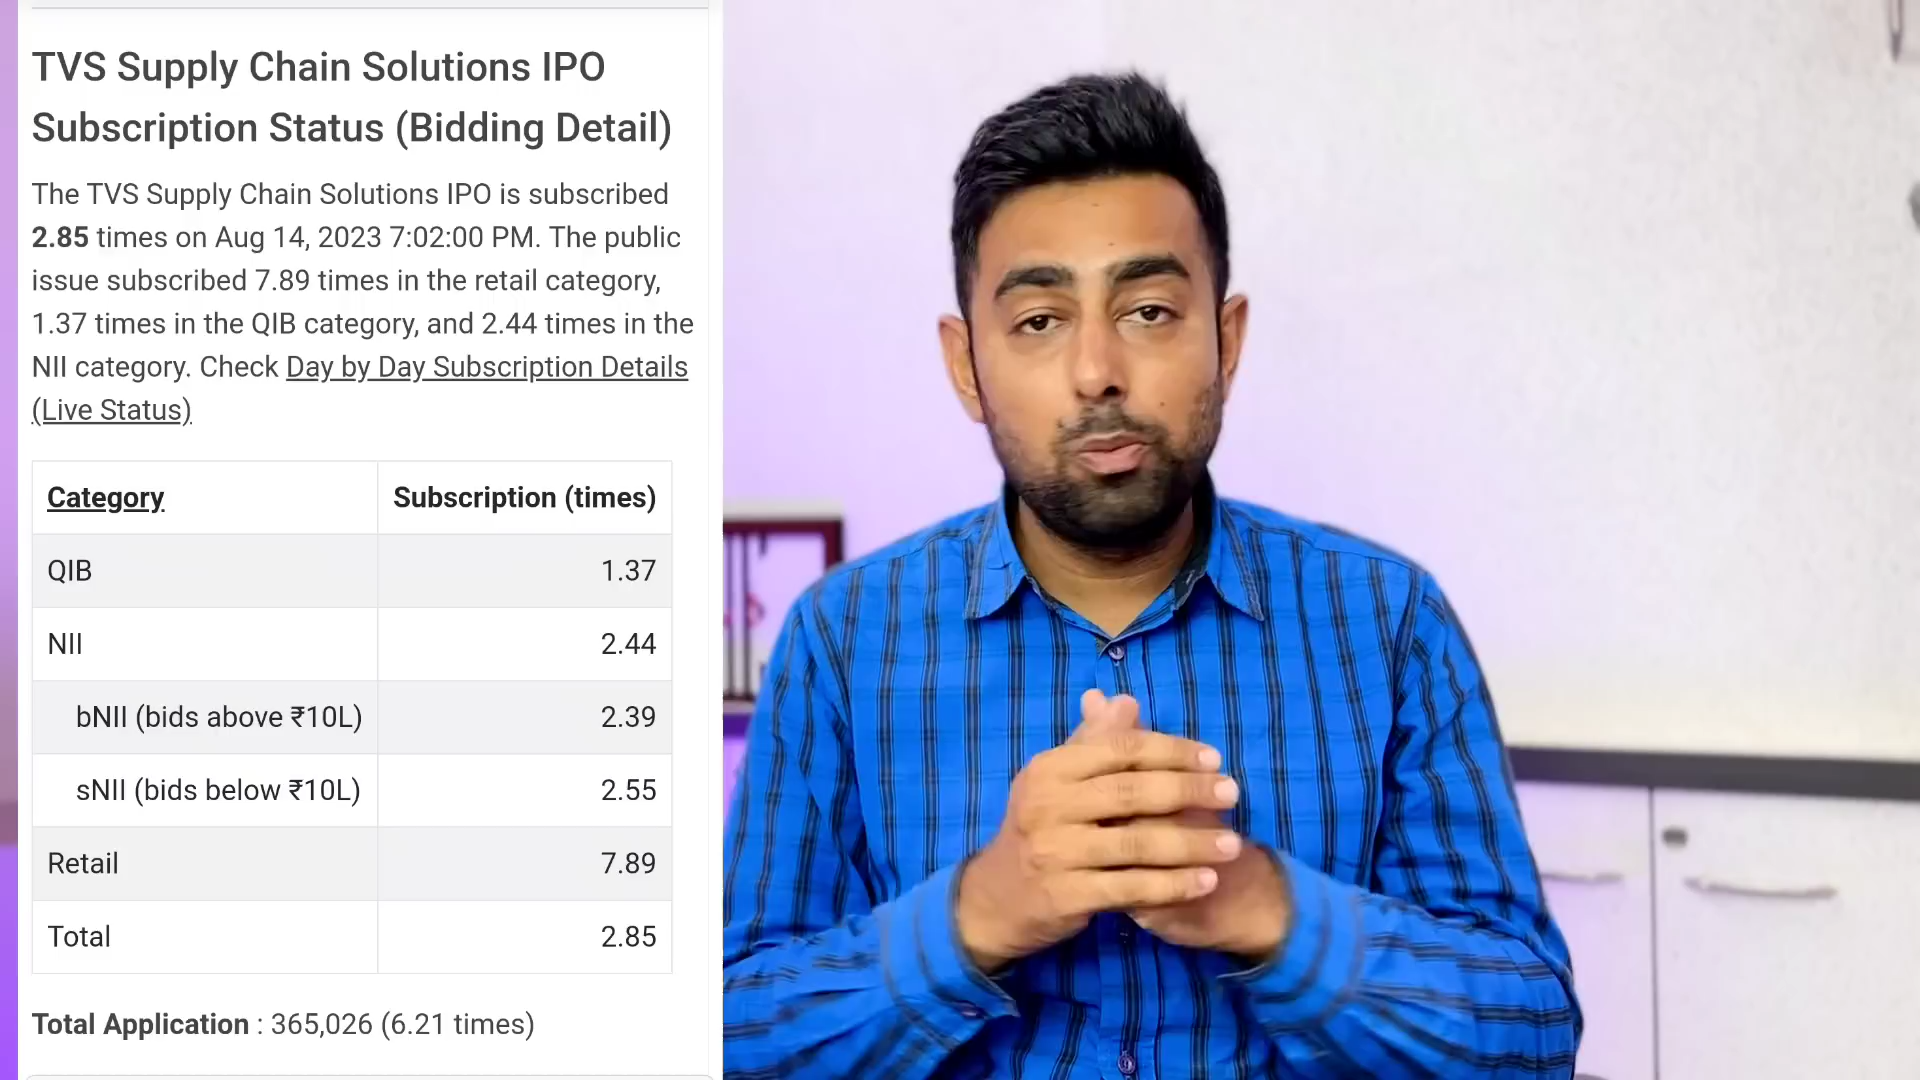 TVS Supply Chain Solutions IPO
Subscription Status (Bidding Detail)
The TVS Supply Chain Solutions IPO is subscribed
2.85 times on Aug 14, 2023 7:02:00 PM. The public
issue subscribed 7.89 times in the retail category,
1.37 times in the QIB category, and 2.44 times in the
NII category. Check Day by Day Subscription Details
(Live Status)
Category Subscription (times)
QIB 1.37
NII 2.44
bNII (bids above ₹10L) 2.39
sNII (bids below ₹10L) 2.55
Retail 7.89
Total 2.85
Total Application : 365,026 (6.21 times)